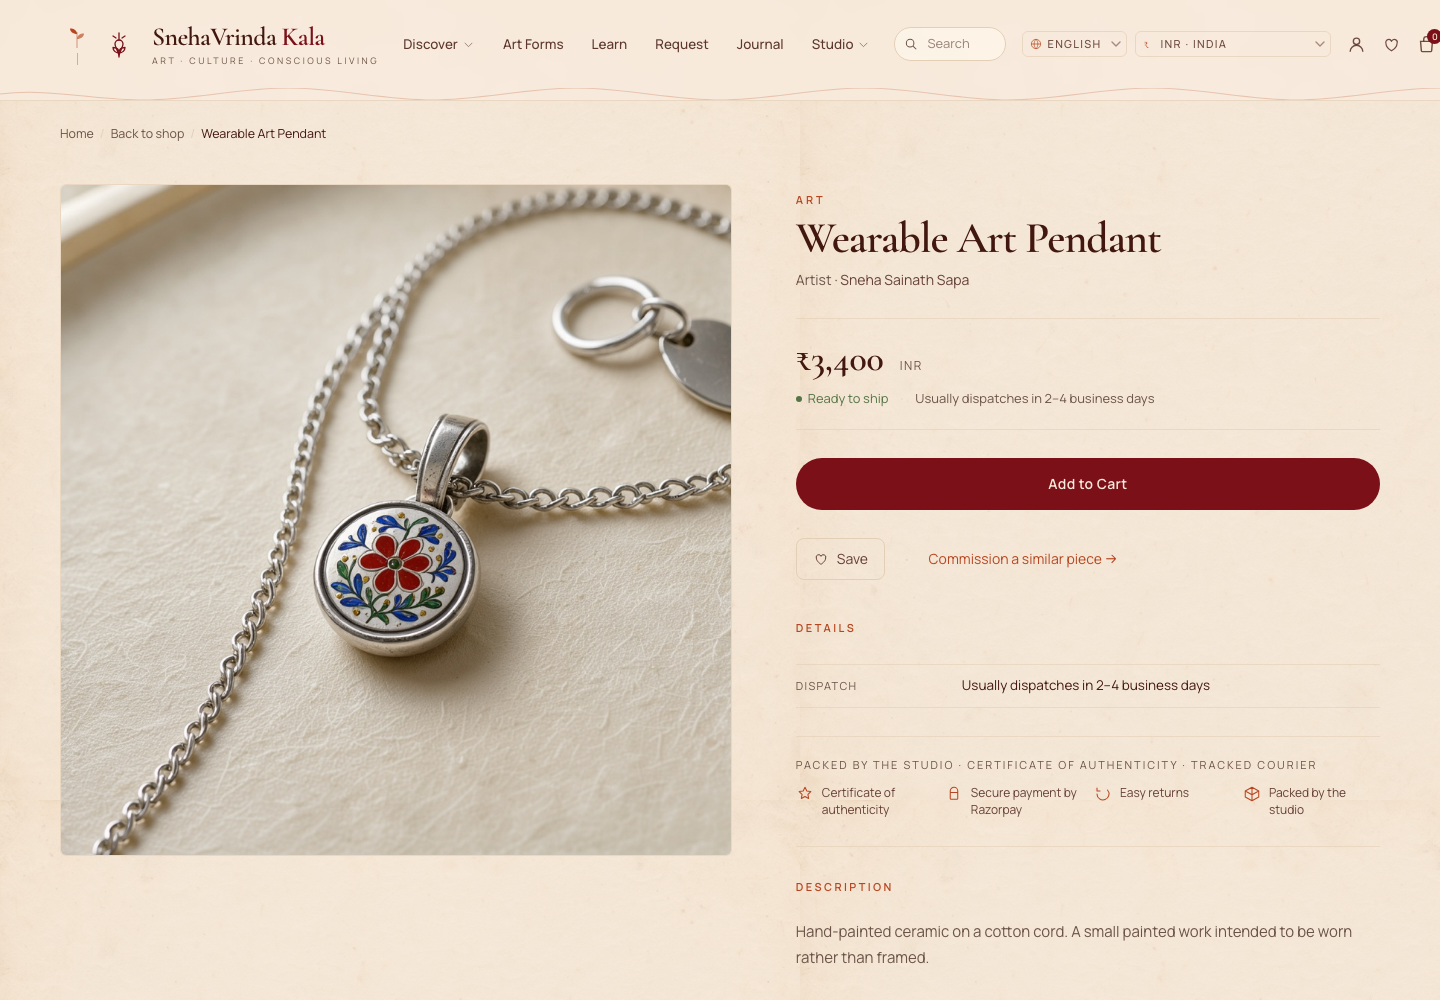 SnehaVrinda Kala
ART · CULTURE · CONSCIOUS LIVING
Discover
Art Forms
Learn
Request
Journal
Studio
Search
ENGLISH
INR · INDIA
0
Home / Back to shop / Wearable Art Pendant
ART
Wearable Art Pendant
Artist · Sneha Sainath Sapa
₹3,400 INR
Ready to ship
Usually dispatches in 2–4 business days
Add to Cart
Save
Commission a similar piece →
DETAILS
DISPATCH
Usually dispatches in 2–4 business days
PACKED BY THE STUDIO · CERTIFICATE OF AUTHENTICITY · TRACKED COURIER
Certificate of
authenticity
Secure payment by
Razorpay
Easy returns
Packed by the
studio
DESCRIPTION
Hand-painted ceramic on a cotton cord. A small painted work intended to be worn
rather than framed.